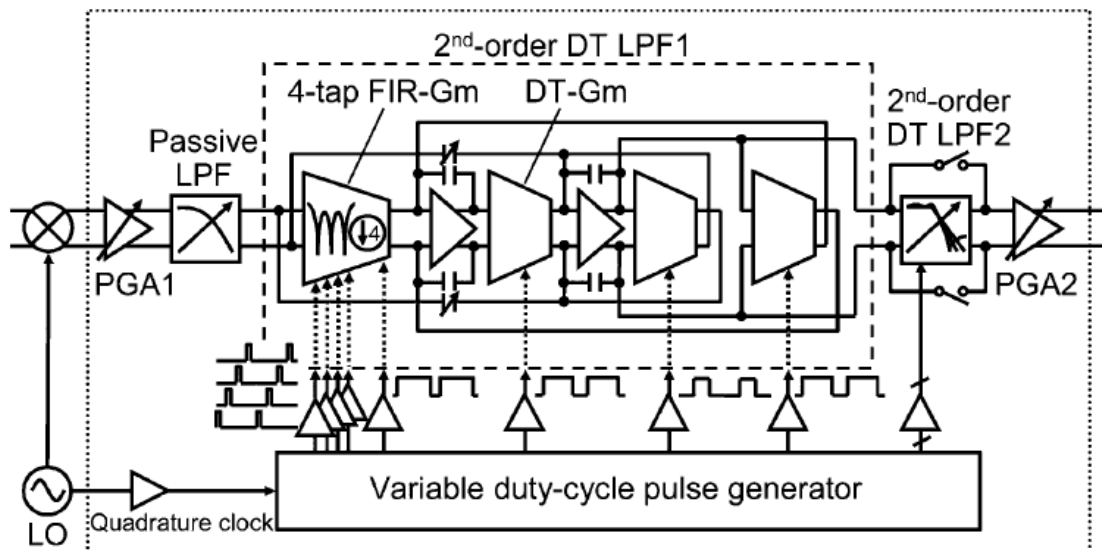 2nd-order DT LPF1
4-tap FIR-Gm
DT-Gm
2nd-order
DT LPF2
Passive
LPF
↓4
PGA1
PGA2
Variable duty-cycle pulse generator
LO
Quadrature clock